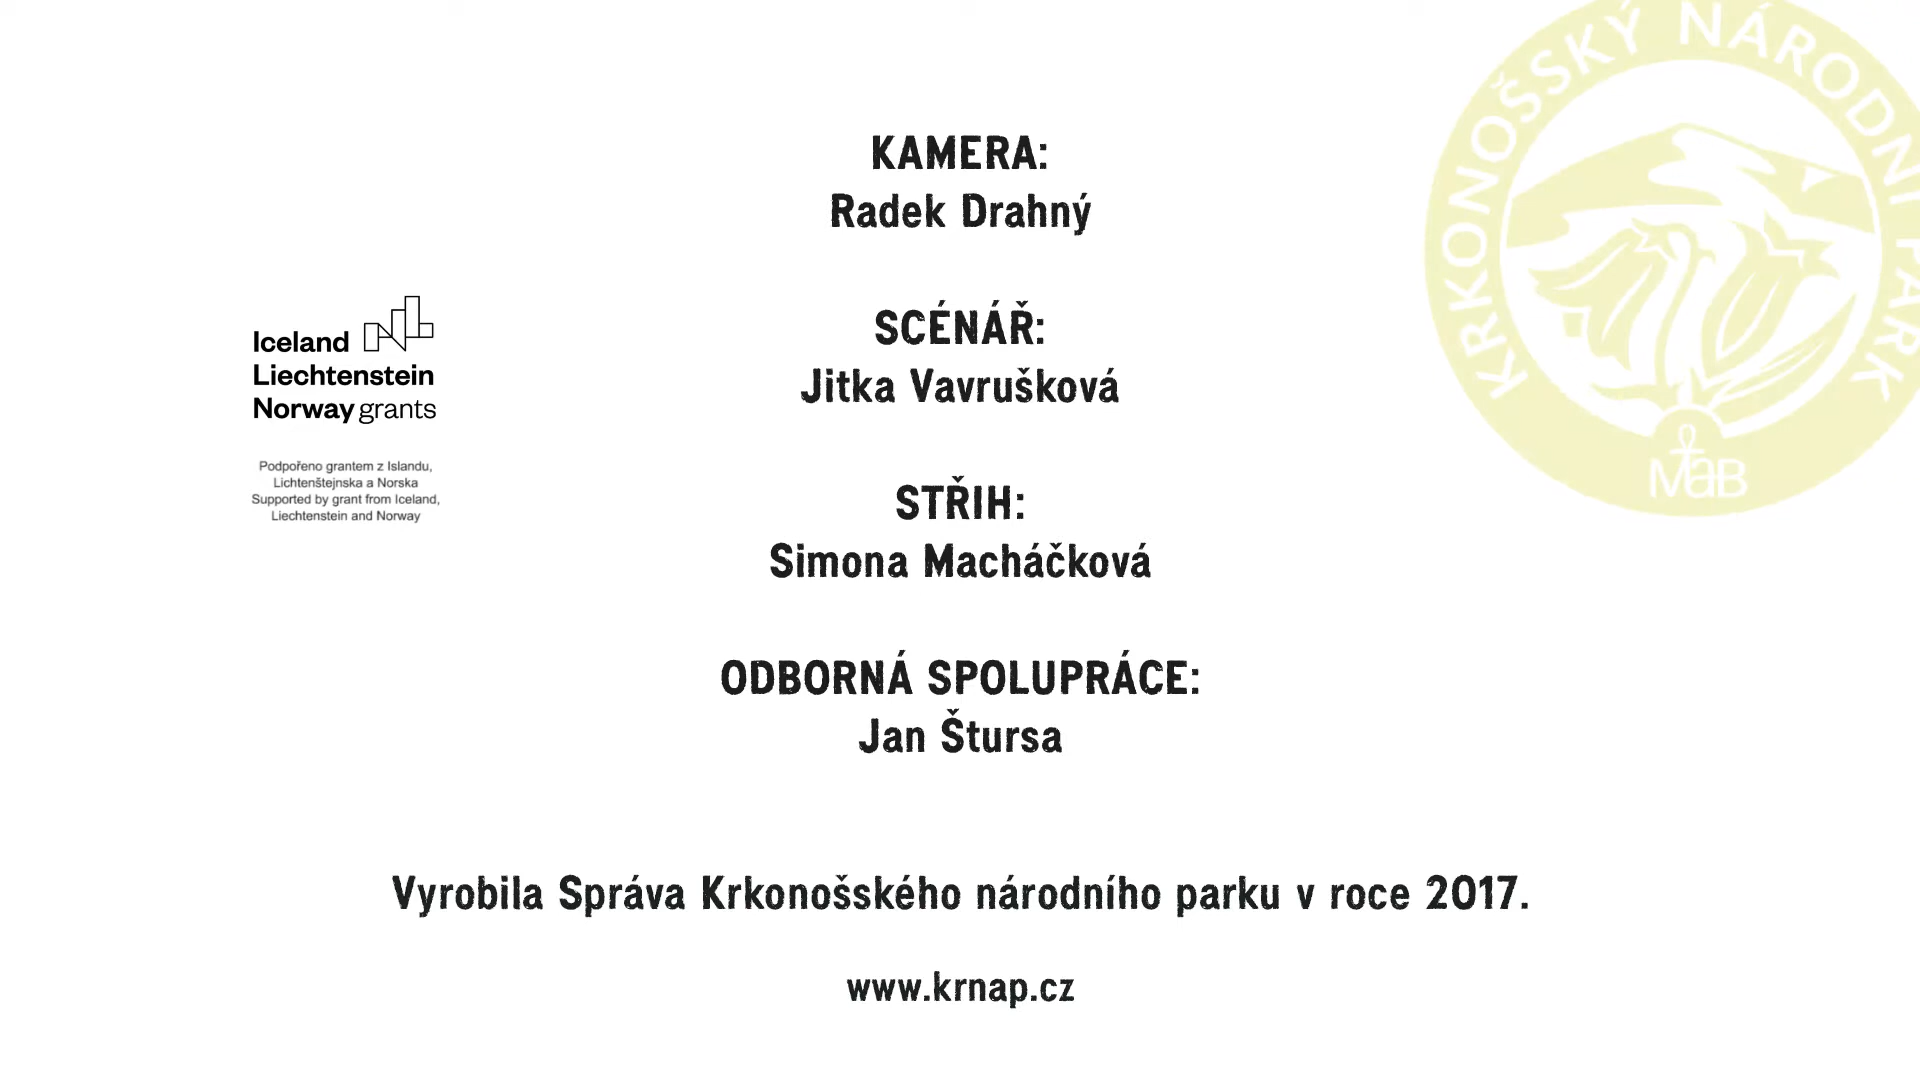 KRKONOŠSKÝ NÁRODNÍ PARK
MaB
KAMERA:
Radek Drahný
SCÉNÁŘ:
Jitka Vavrušková
STŘIH:
Simona Macháčková
ODBORNÁ SPOLUPRÁCE:
Jan Štursa
Iceland
Liechtenstein
Norway grants
Podpořeno grantem z Islandu,
Lichtenštejnska a Norska
Supported by grant from Iceland,
Liechtenstein and Norway
Vyrobila Správa Krkonošského národního parku v roce 2017.
www.krnap.cz